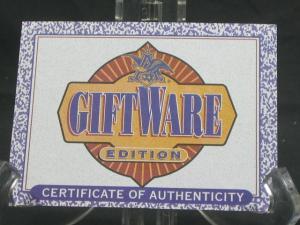 GIFTWARE
EDITION
CERTIFICATE OF AUTHENTICITY